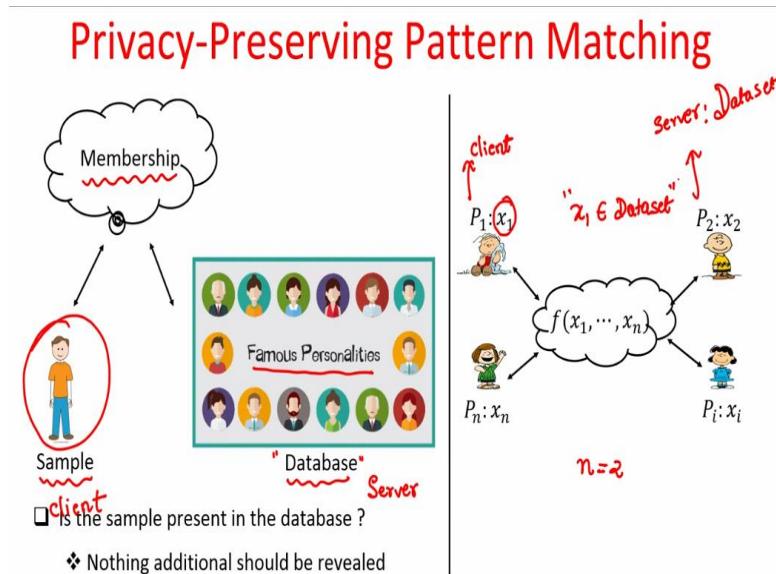 Privacy-Preserving Pattern Matching
Membership
Famous Personalities
Sample
client
"Database"
Server
Is the sample present in the database ?
❖ Nothing additional should be revealed
client
server: Dataset
"x₁ ∈ Dataset"
P₁: x₁
P₂: x₂
f(x₁, ⋯, xₙ)
Pₙ: xₙ
Pᵢ: xᵢ
n=2